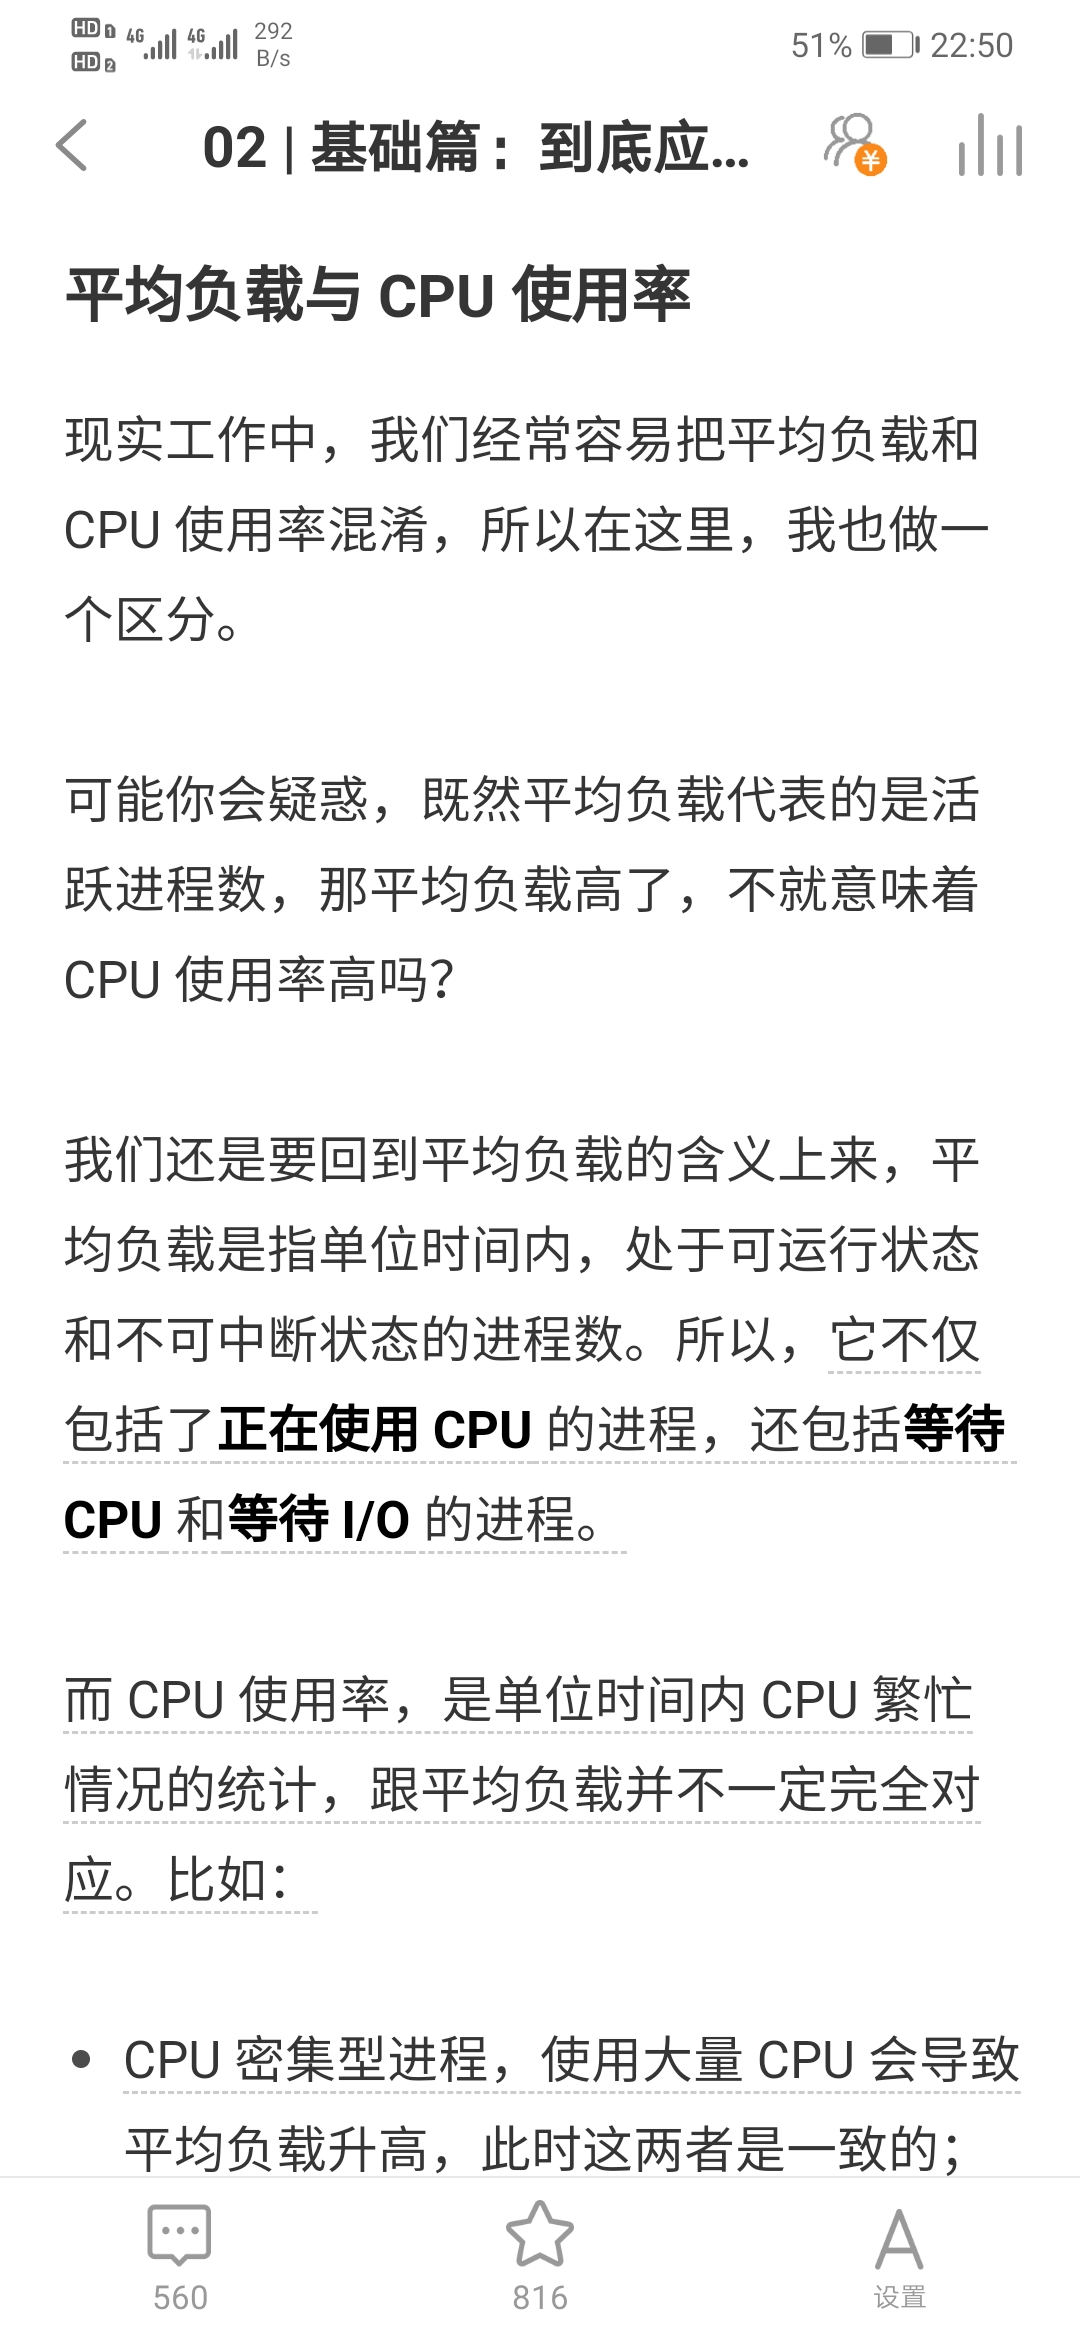 HD 1 4G 4G 292 51% 22:50
HD 2 B/s
02 | 基础篇：到底应...
¥
平均负载与 CPU 使用率
现实工作中，我们经常容易把平均负载和
CPU 使用率混淆，所以在这里，我也做一
个区分。
可能你会疑惑，既然平均负载代表的是活
跃进程数，那平均负载高了，不就意味着
CPU 使用率高吗？
我们还是要回到平均负载的含义上来，平
均负载是指单位时间内，处于可运行状态
和不可中断状态的进程数。所以，它不仅
包括了正在使用 CPU 的进程，还包括等待
CPU 和等待 I/O 的进程。
而 CPU 使用率，是单位时间内 CPU 繁忙
情况的统计，跟平均负载并不一定完全对
应。比如：
• CPU 密集型进程，使用大量 CPU 会导致
平均负载升高，此时这两者是一致的；
560 816 设置